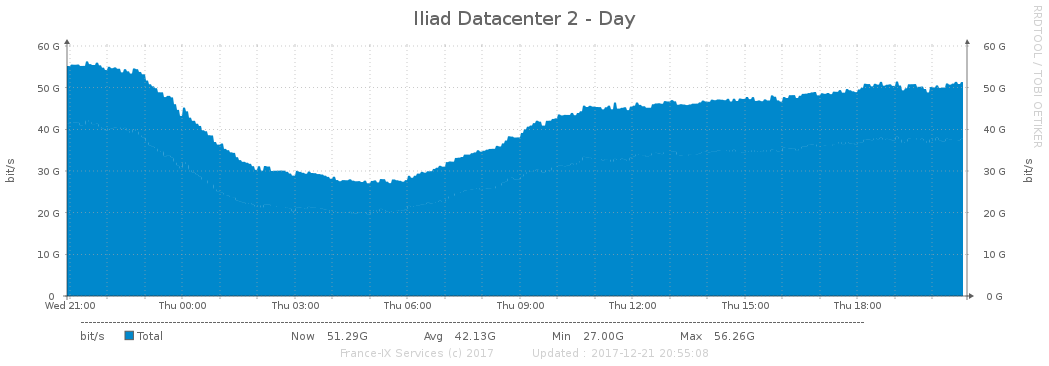 Iliad Datacenter 2 - Day
RRDTOOL / TOBI OETIKER
60 G 60 G
50 G 50 G
40 G 40 G
30 G 30 G
20 G 20 G
10 G 10 G
0 0 G
bit/s bit/s
Wed 21:00 Thu 00:00 Thu 03:00 Thu 06:00 Thu 09:00 Thu 12:00 Thu 15:00 Thu 18:00
bit/s Total Now 51.29G Avg 42.13G Min 27.00G Max 56.26G
France-IX Services (c) 2017 Updated : 2017-12-21 20:55:08